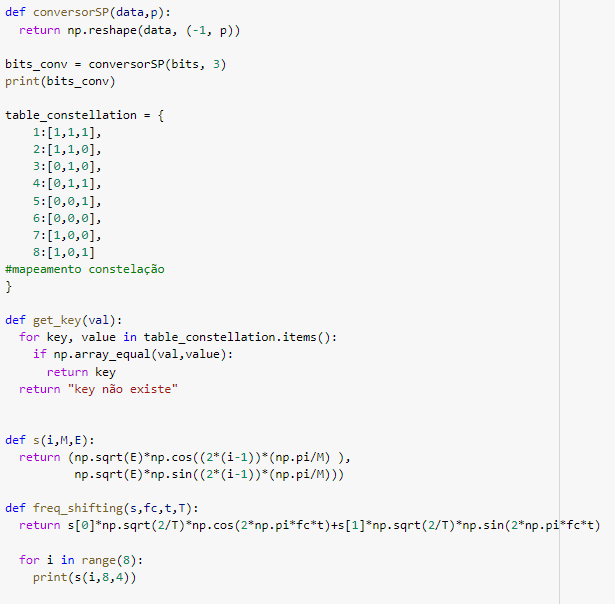 def conversorSP(data,p):
  return np.reshape(data, (-1, p))

bits_conv = conversorSP(bits, 3)
print(bits_conv)

table_constellation = {
    1:[1,1,1],
    2:[1,1,0],
    3:[0,1,0],
    4:[0,1,1],
    5:[0,0,1],
    6:[0,0,0],
    7:[1,0,0],
    8:[1,0,1]
#mapeamento constelação
}

def get_key(val):
  for key, value in table_constellation.items():
    if np.array_equal(val,value):
      return key
  return "key não existe"


def s(i,M,E):
  return (np.sqrt(E)*np.cos((2*(i-1))*(np.pi/M) ),
          np.sqrt(E)*np.sin((2*(i-1))*(np.pi/M)))

def freq_shifting(s,fc,t,T):
  return s[0]*np.sqrt(2/T)*np.cos(2*np.pi*fc*t)+s[1]*np.sqrt(2/T)*np.sin(2*np.pi*fc*t)

  for i in range(8):
    print(s(i,8,4))